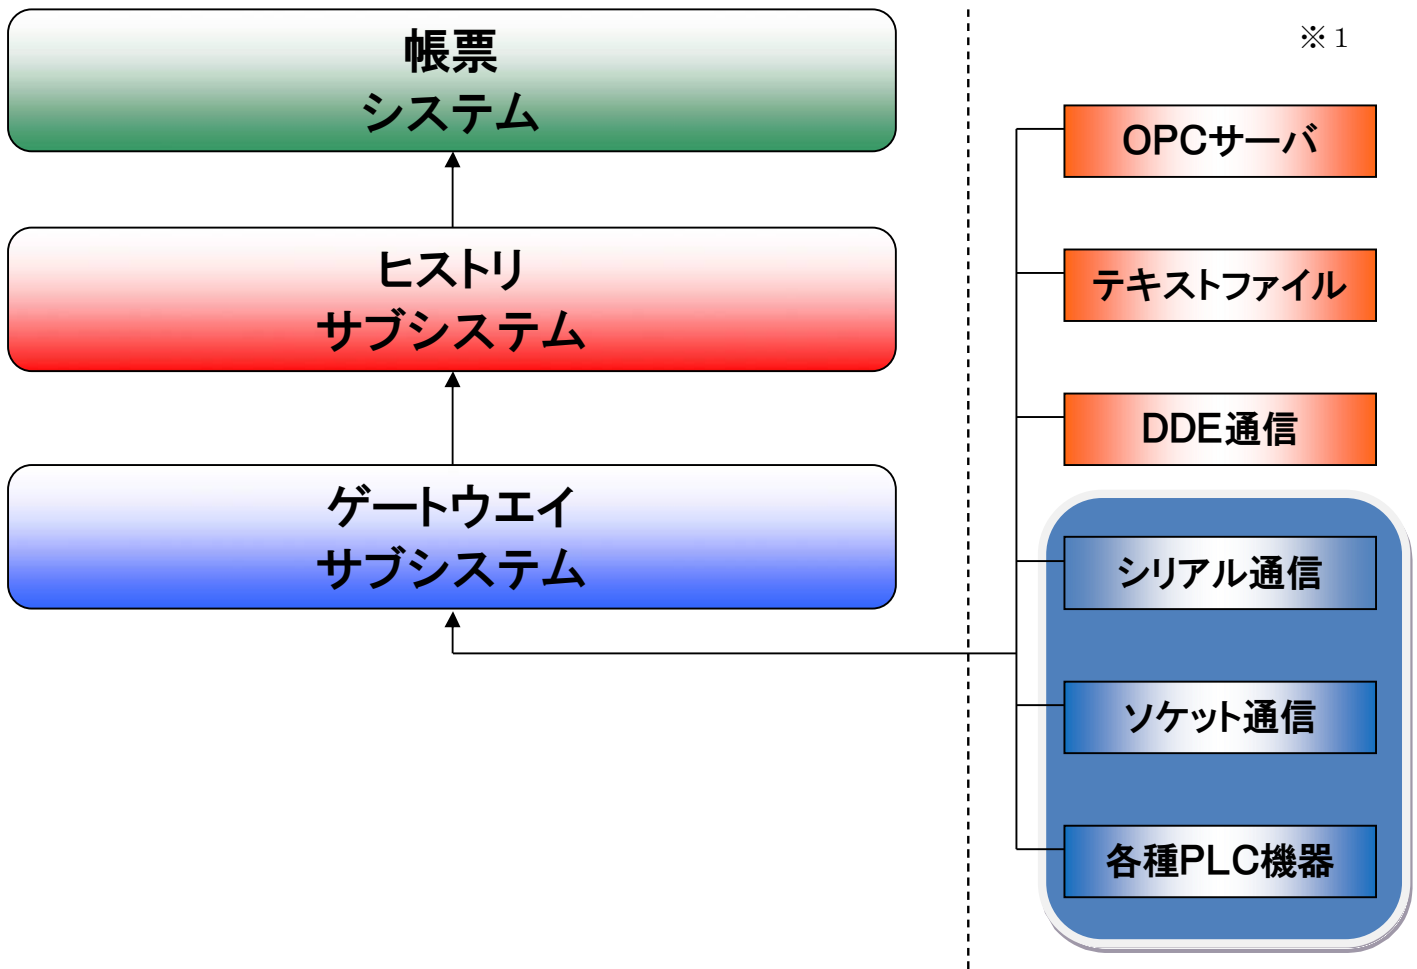 帳票
システム
ヒストリ
サブシステム
ゲートウエイ
サブシステム
※1
OPCサーバ
テキストファイル
DDE通信
シリアル通信
ソケット通信
各種PLC機器